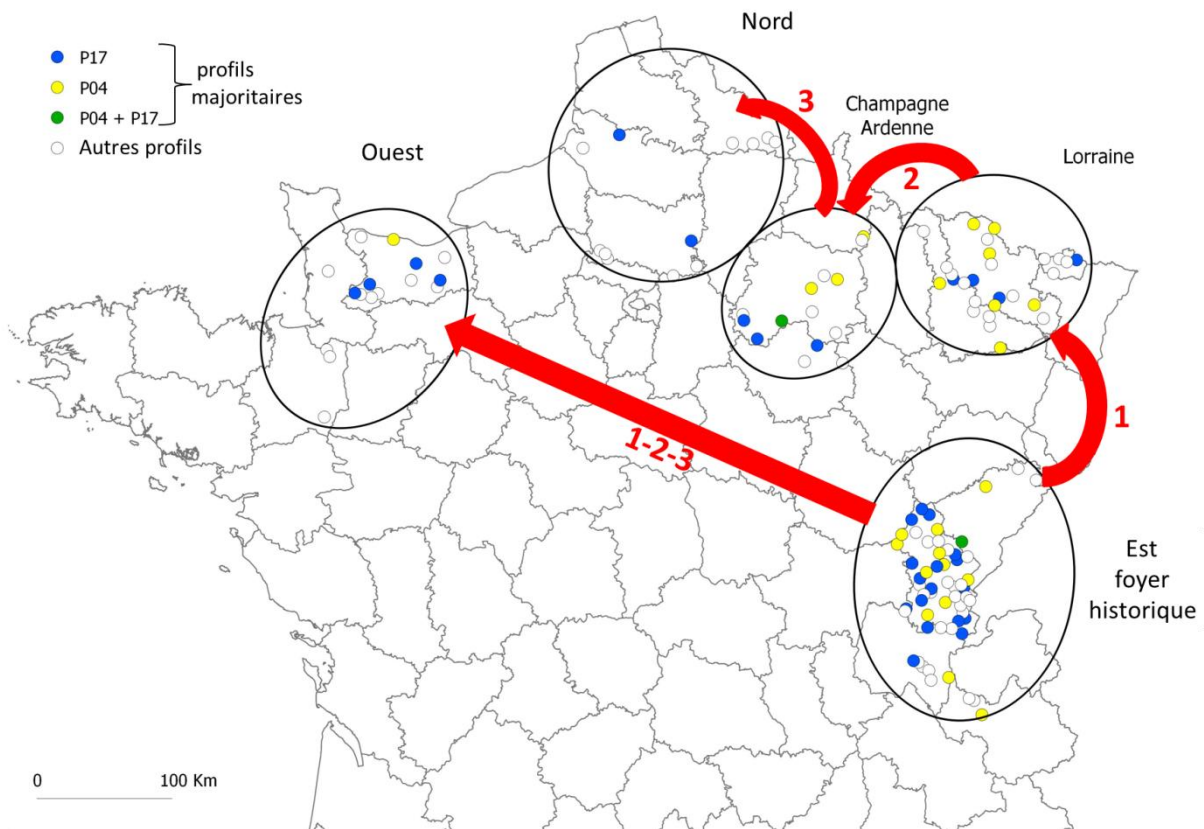 Nord
P17
P04
profils
majoritaires
P04 + P17
Autres profils
Ouest
3
Champagne
Ardenne
2
Lorraine
1
1-2-3
Est
foyer
historique
0 100 Km